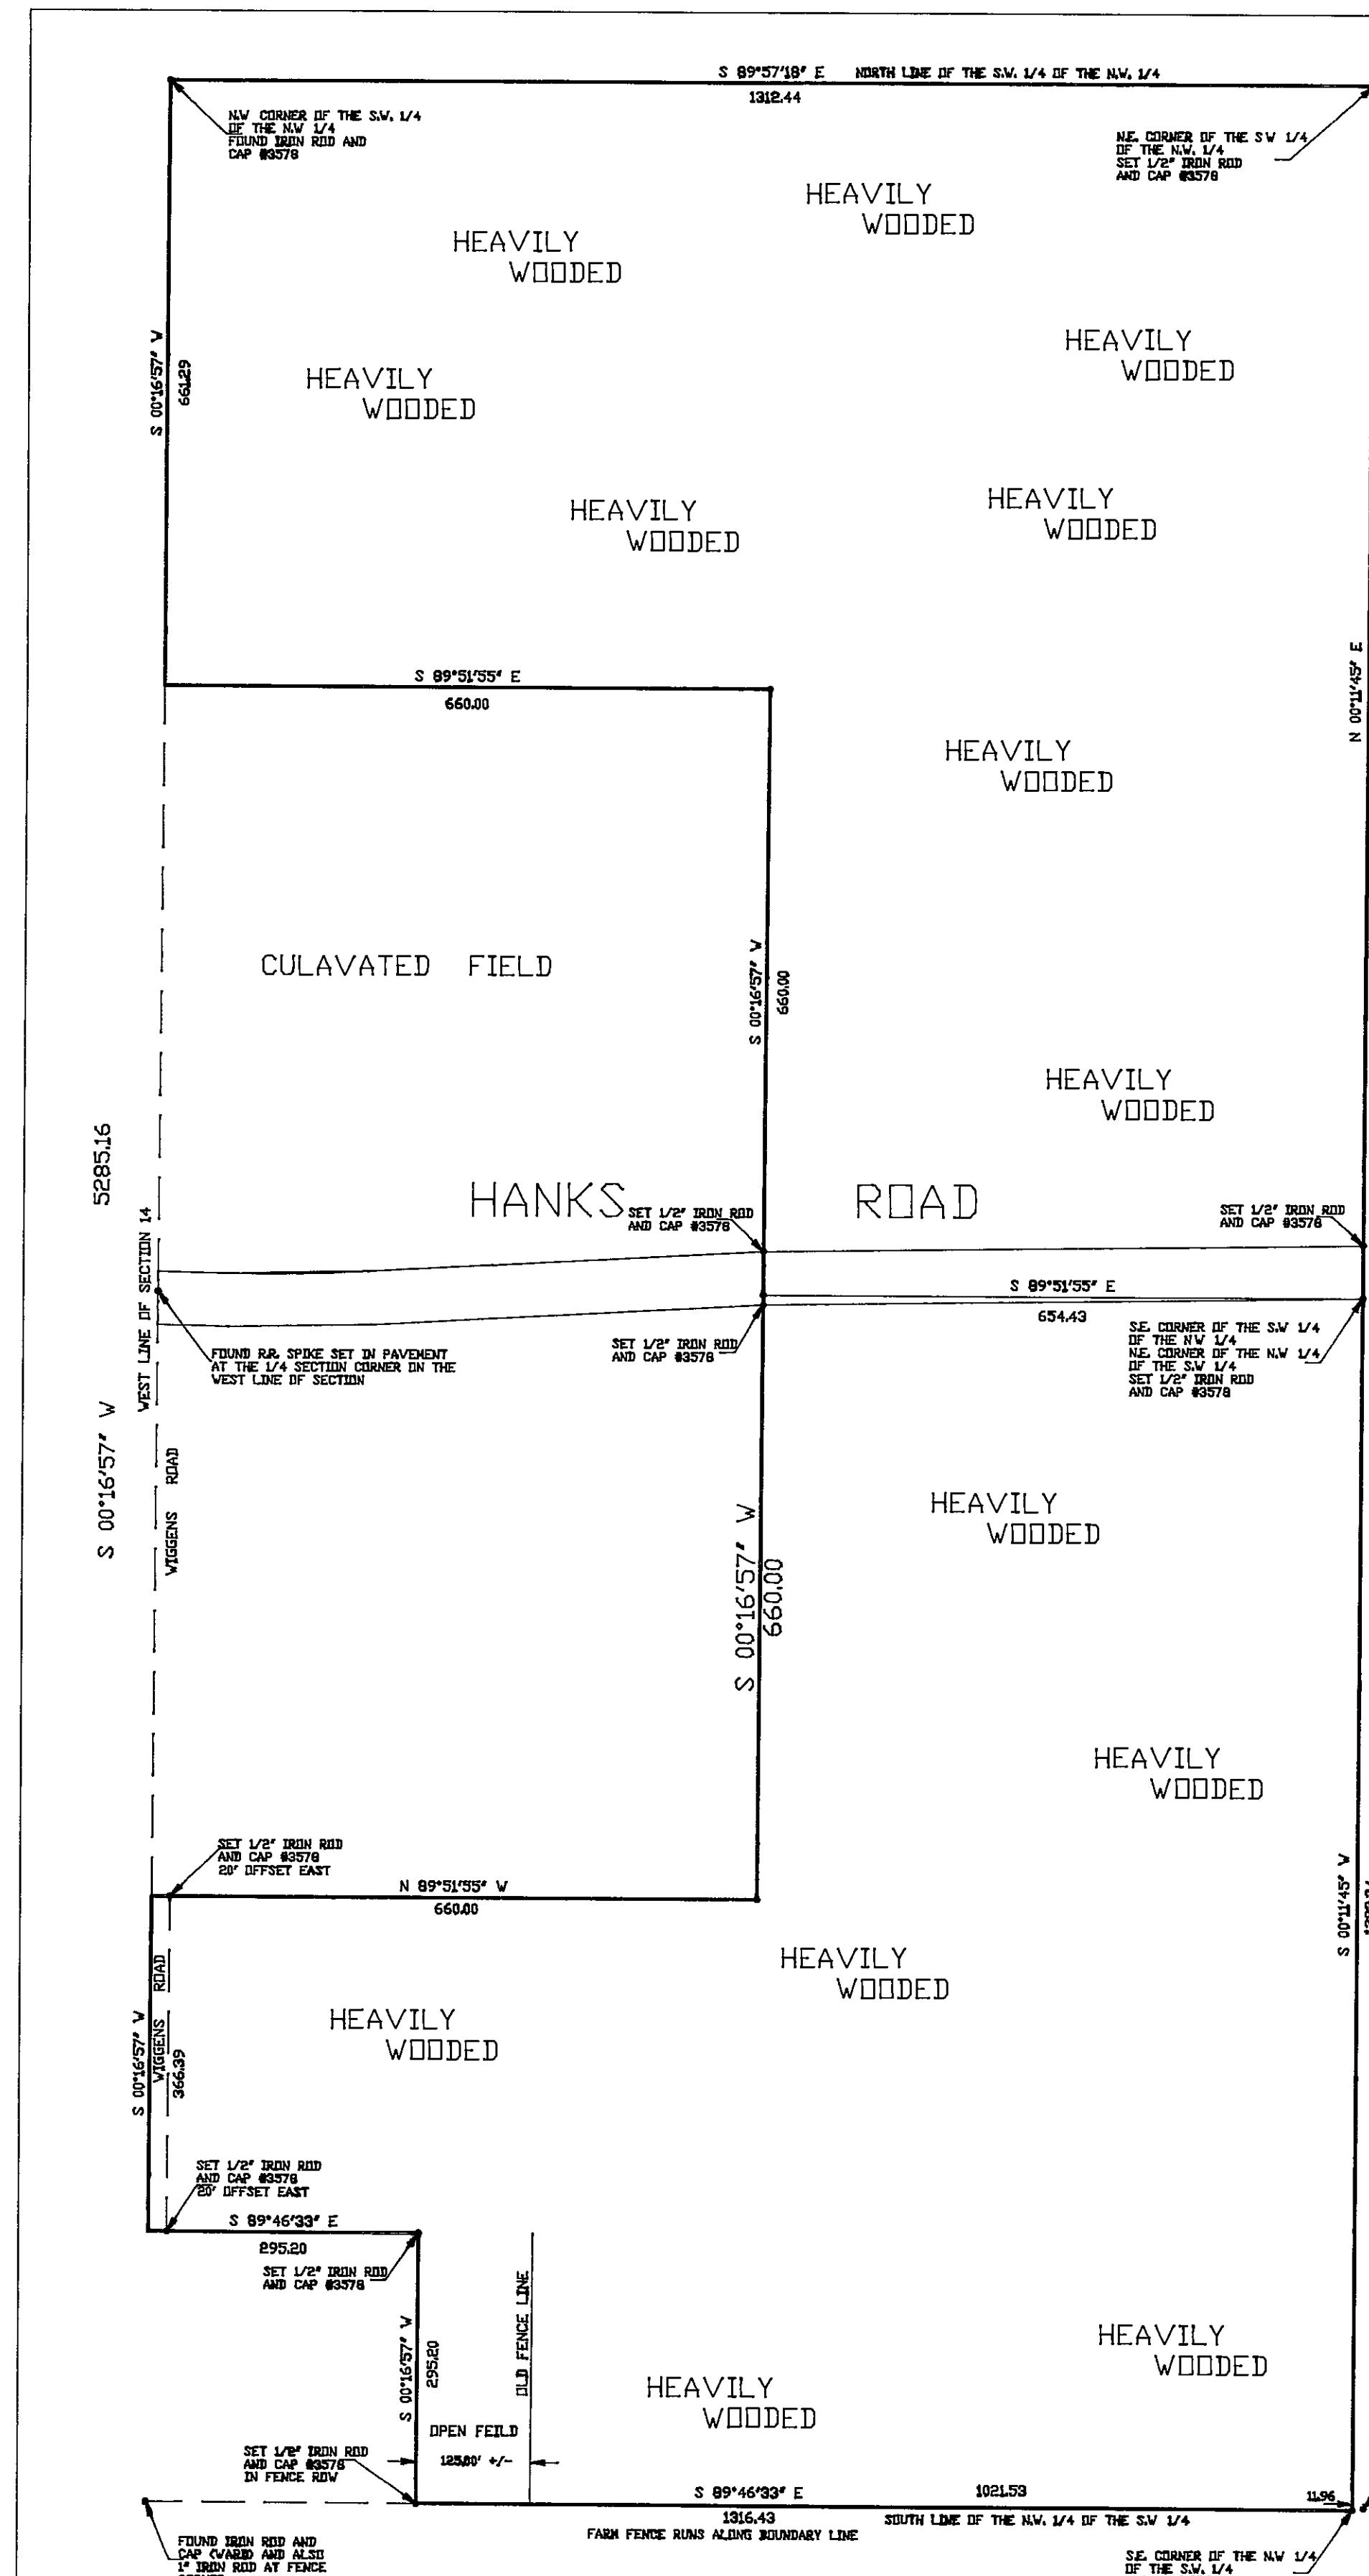 S 89°57'18" E NORTH LINE OF THE S.W. 1/4 OF THE N.W. 1/4
1312.44
N.W CORNER OF THE S.W. 1/4
OF THE N.W 1/4
FOUND IRON ROD AND
CAP #3578
N.E. CORNER OF THE S W 1/4
OF THE N.W. 1/4
SET 1/2" IRON ROD
AND CAP #3578
HEAVILY
WOODED
HEAVILY
WOODED
HEAVILY
WOODED
HEAVILY
WOODED
HEAVILY
WOODED
HEAVILY
WOODED
S 00°16'57" W
661.29
S 89°51'55" E
660.00
N 00°11'45" E
HEAVILY
WOODED
CULAVATED FIELD
S 00°16'57" W
660.00
HEAVILY
WOODED
5285.16
S 00°16'57" W
WEST LINE OF SECTION 14
HANKS ROAD
SET 1/2" IRON ROD
AND CAP #3578
SET 1/2" IRON ROD
AND CAP #3578
S 89°51'55" E
654.43
FOUND R.R. SPIKE SET IN PAVEMENT
AT THE 1/4 SECTION CORNER ON THE
WEST LINE OF SECTION
SET 1/2" IRON ROD
AND CAP #3578
S.E. CORNER OF THE S.W 1/4
OF THE N.W 1/4
N.E. CORNER OF THE N.W 1/4
OF THE S.W 1/4
SET 1/2" IRON ROD
AND CAP #3578
WIGGENS ROAD
HEAVILY
WOODED
S 00°16'57" W
660.00
HEAVILY
WOODED
SET 1/2" IRON ROD
AND CAP #3578
20' OFFSET EAST
N 89°51'55" W
660.00
S 00°11'45" W
HEAVILY
WOODED
HEAVILY
WOODED
S 00°16'57" W
WIGGENS ROAD
366.39
SET 1/2" IRON ROD
AND CAP #3578
20' OFFSET EAST
S 89°46'33" E
295.20
SET 1/2" IRON ROD
AND CAP #3578
S 00°16'57" W
295.20
OLD FENCE LINE
HEAVILY
WOODED
HEAVILY
WOODED
OPEN FEILD
125.00' +/-
SET 1/2" IRON ROD
AND CAP #3578
IN FENCE ROW
S 89°46'33" E 1021.53 11.96
1316.43 SOUTH LINE OF THE N.W. 1/4 OF THE S.W 1/4
FARM FENCE RUNS ALONG BOUNDARY LINE
FOUND IRON ROD AND
CAP (WARD) AND ALSO
1" IRON ROD AT FENCE
S.E. CORNER OF THE N.W 1/4
OF THE S.W. 1/4